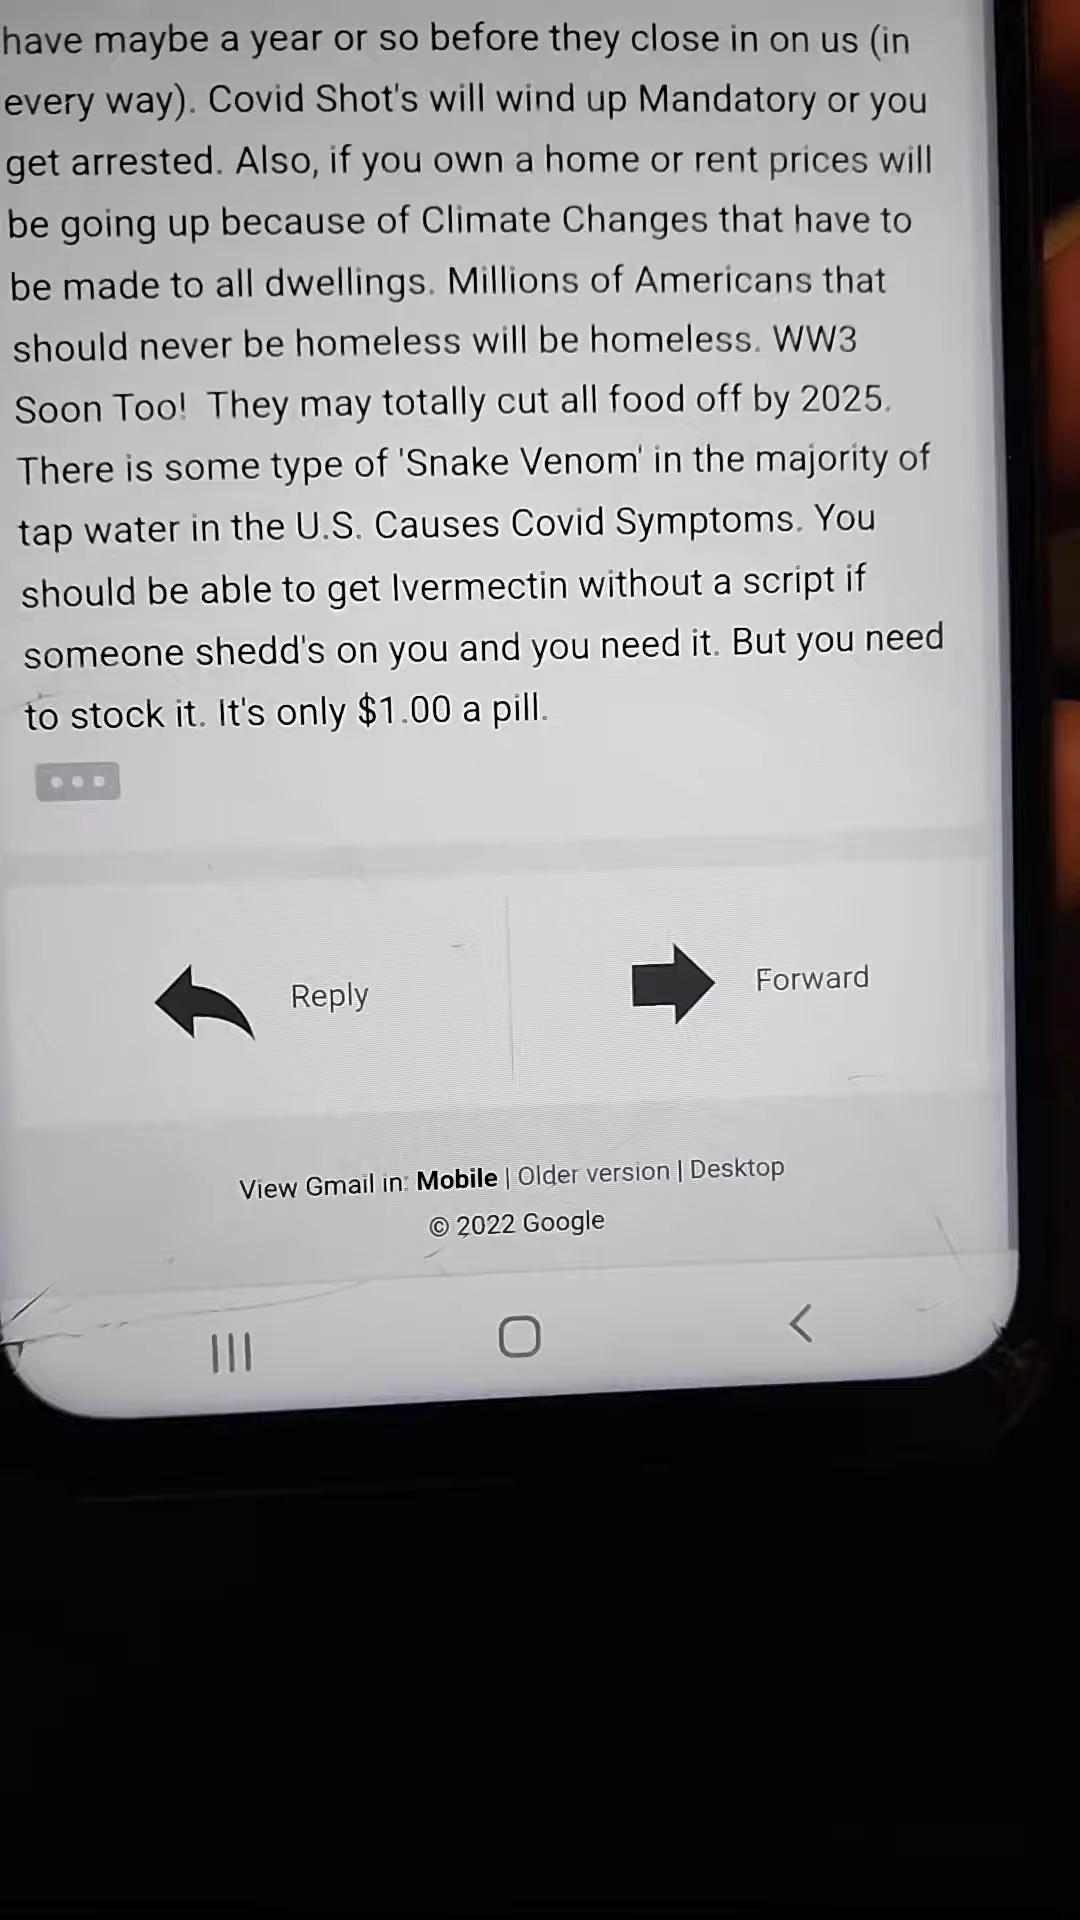 have maybe a year or so before they close in on us (in
every way). Covid Shot's will wind up Mandatory or you
get arrested. Also, if you own a home or rent prices will
be going up because of Climate Changes that have to
be made to all dwellings. Millions of Americans that
should never be homeless will be homeless. WW3
Soon Too! They may totally cut all food off by 2025.
There is some type of 'Snake Venom' in the majority of
tap water in the U.S. Causes Covid Symptoms. You
should be able to get Ivermectin without a script if
someone shedd's on you and you need it. But you need
to stock it. It's only $1.00 a pill.
Reply
Forward
View Gmail in: Mobile | Older version | Desktop
© 2022 Google